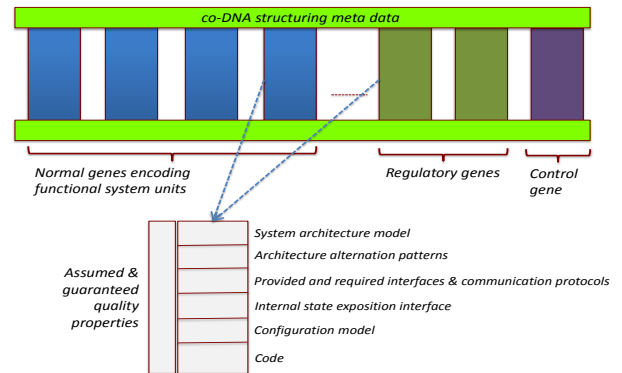 co-DNA structuring meta data
Normal genes encoding
functional system units
Regulatory genes
Control
gene
Assumed &
guaranteed
quality
properties
System architecture model
Architecture alternation patterns
Provided and required interfaces & communication protocols
Internal state exposition interface
Configuration model
Code